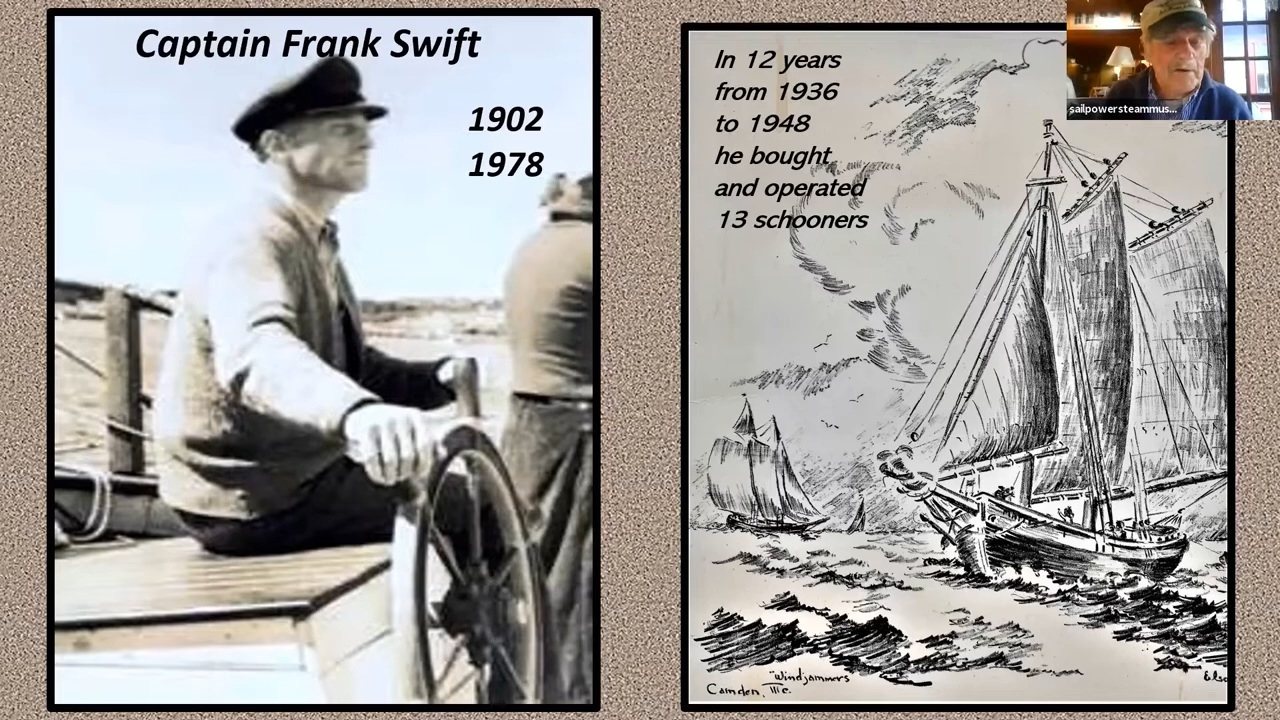 Captain Frank Swift
1902
1978
In 12 years
from 1936
to 1948
he bought
and operated
13 schooners
sailpowersteammus...
"Windjammers"
Camden, Me.